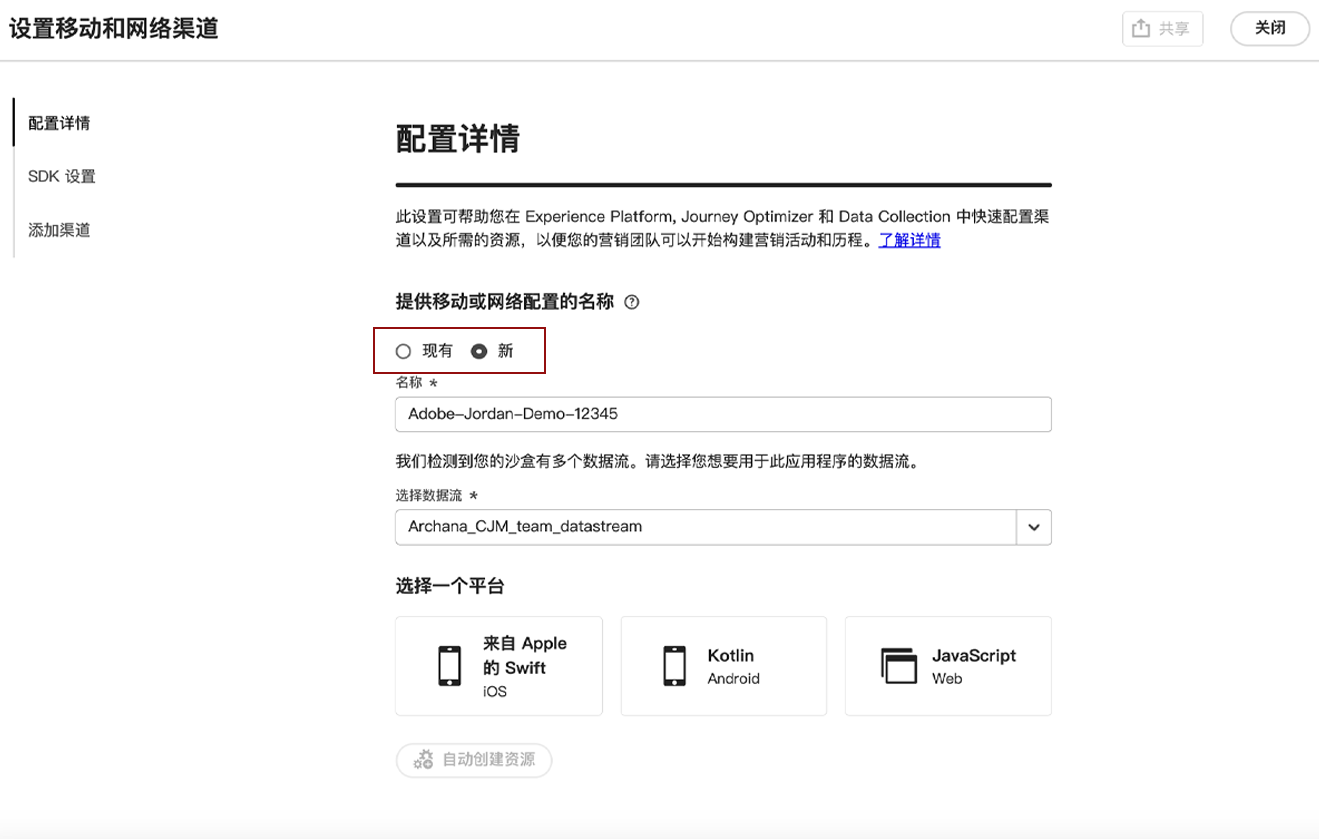 设置移动和网络渠道
共享
关闭
配置详情
SDK 设置
添加渠道
配置详情
此设置可帮助您在 Experience Platform, Journey Optimizer 和 Data Collection 中快速配置渠
道以及所需的资源，以便您的营销团队可以开始构建营销活动和历程。了解详情
提供移动或网络配置的名称
现有 新
名称 *
Adobe-Jordan-Demo-12345
我们检测到您的沙盒有多个数据流。请选择您想要用于此应用程序的数据流。
选择数据流 *
Archana_CJM_team_datastream
选择一个平台
来自 Apple
的 Swift
iOS
Kotlin
Android
JavaScript
Web
自动创建资源